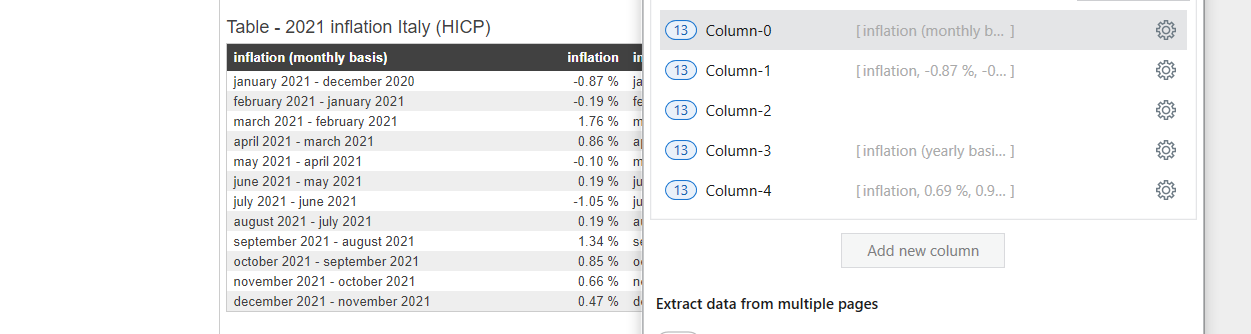 Table - 2021 inflation Italy (HICP)
inflation (monthly basis) inflation in
january 2021 - december 2020 -0.87 % ja
february 2021 - january 2021 -0.19 % fe
march 2021 - february 2021 1.76 % m
april 2021 - march 2021 0.86 % a
may 2021 - april 2021 -0.10 % m
june 2021 - may 2021 0.19 % ju
july 2021 - june 2021 -1.05 % ju
august 2021 - july 2021 0.19 % a
september 2021 - august 2021 1.34 % se
october 2021 - september 2021 0.85 % o
november 2021 - october 2021 0.66 % n
december 2021 - november 2021 0.47 % d
13 Column-0 [ inflation (monthly b... ]
13 Column-1 [ inflation, -0.87 %, -0... ]
13 Column-2
13 Column-3 [ inflation (yearly basi... ]
13 Column-4 [ inflation, 0.69 %, 0.9... ]
Add new column
Extract data from multiple pages